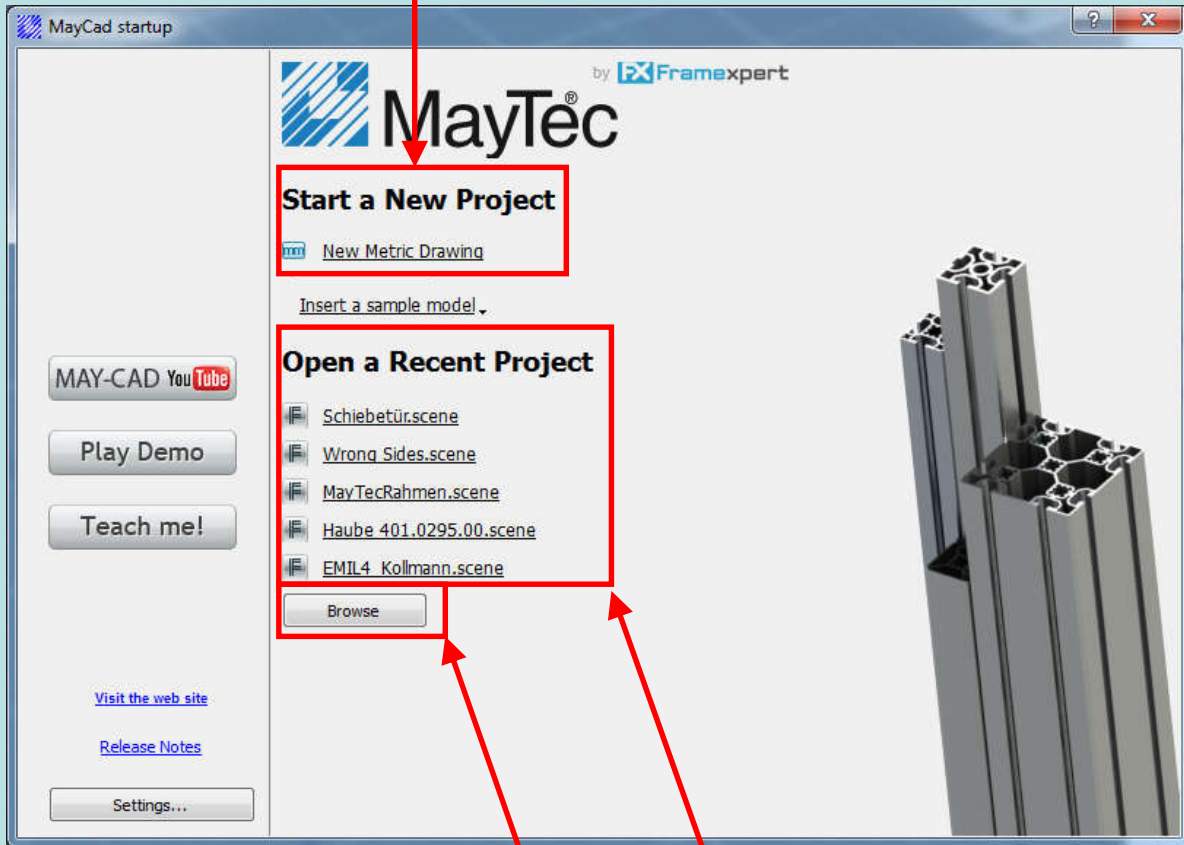 MayCad startup
by FX Framexpert
MayTec®
Start a New Project
mm New Metric Drawing
Insert a sample model
Open a Recent Project
Schiebetür.scene
Wrong Sides.scene
MayTecRahmen.scene
Haube 401.0295.00.scene
EMIL4_Kollmann.scene
Browse
MAY-CAD YouTube
Play Demo
Teach me!
Visit the web site
Release Notes
Settings...